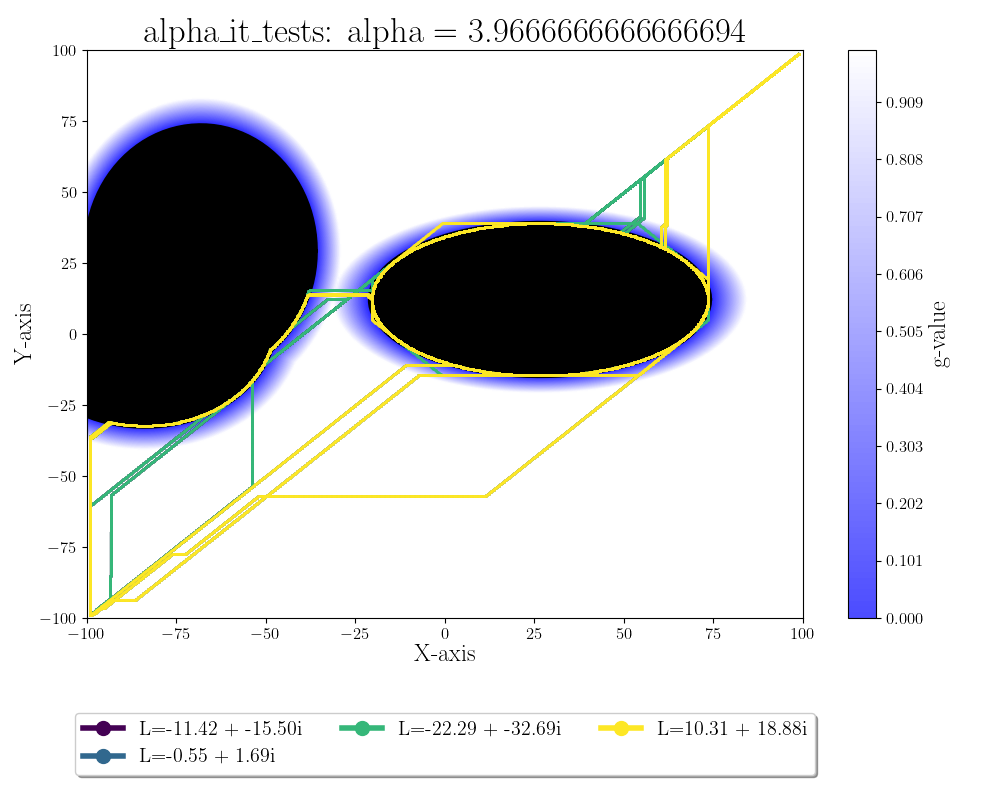 alpha_it_tests: alpha = 3.9666666666666694
100
75
50
25
0
−25
−50
−75
−100
Y-axis
−100 −75 −50 −25 0 25 50 75 100
X-axis
0.909
0.808
0.707
0.606
0.505
0.404
0.303
0.202
0.101
0.000
g-value
L=-11.42 + -15.50i L=-22.29 + -32.69i L=10.31 + 18.88i
L=-0.55 + 1.69i